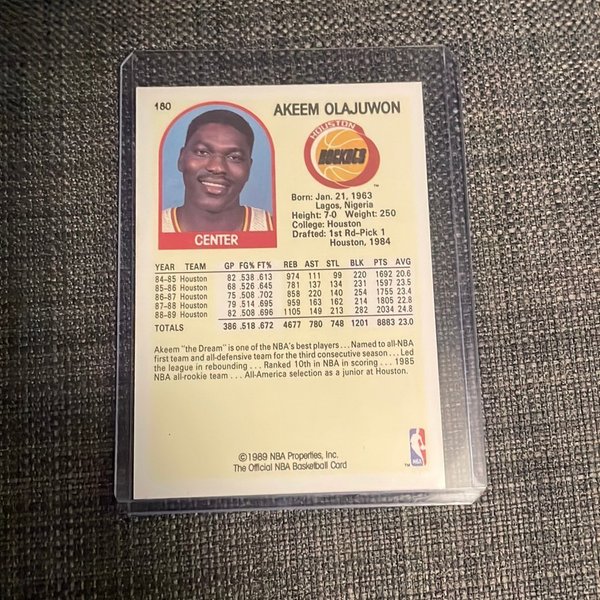 180
AKEEM OLAJUWON
HOUSTON
ROCKETS
TM
Born: Jan. 21, 1963
Lagos, Nigeria
Height: 7-0 Weight: 250
College: Houston
Drafted: 1st Rd-Pick 1
Houston, 1984
CENTER
YEAR TEAM GP FG% FT% REB AST STL BLK PTS AVG
84-85 Houston 82 .538 .613 974 111 99 220 1692 20.6
85-86 Houston 68 .526 .645 781 137 134 231 1597 23.5
86-87 Houston 75 .508 .702 858 220 140 254 1755 23.4
87-88 Houston 79 .514 .695 959 163 162 214 1805 22.8
88-89 Houston 82 .508 .696 1105 149 213 282 2034 24.8
TOTALS 386 .518 .672 4677 780 748 1201 8883 23.0
Akeem "the Dream" is one of the NBA's best players . . . Named to all-NBA
first team and all-defensive team for the third consecutive season . . . Led
the league in rebounding . . . Ranked 10th in NBA in scoring . . . 1985
NBA all-rookie team . . . All-America selection as a junior at Houston.
©1989 NBA Properties, Inc.
The Official NBA Basketball Card
TM
NBA